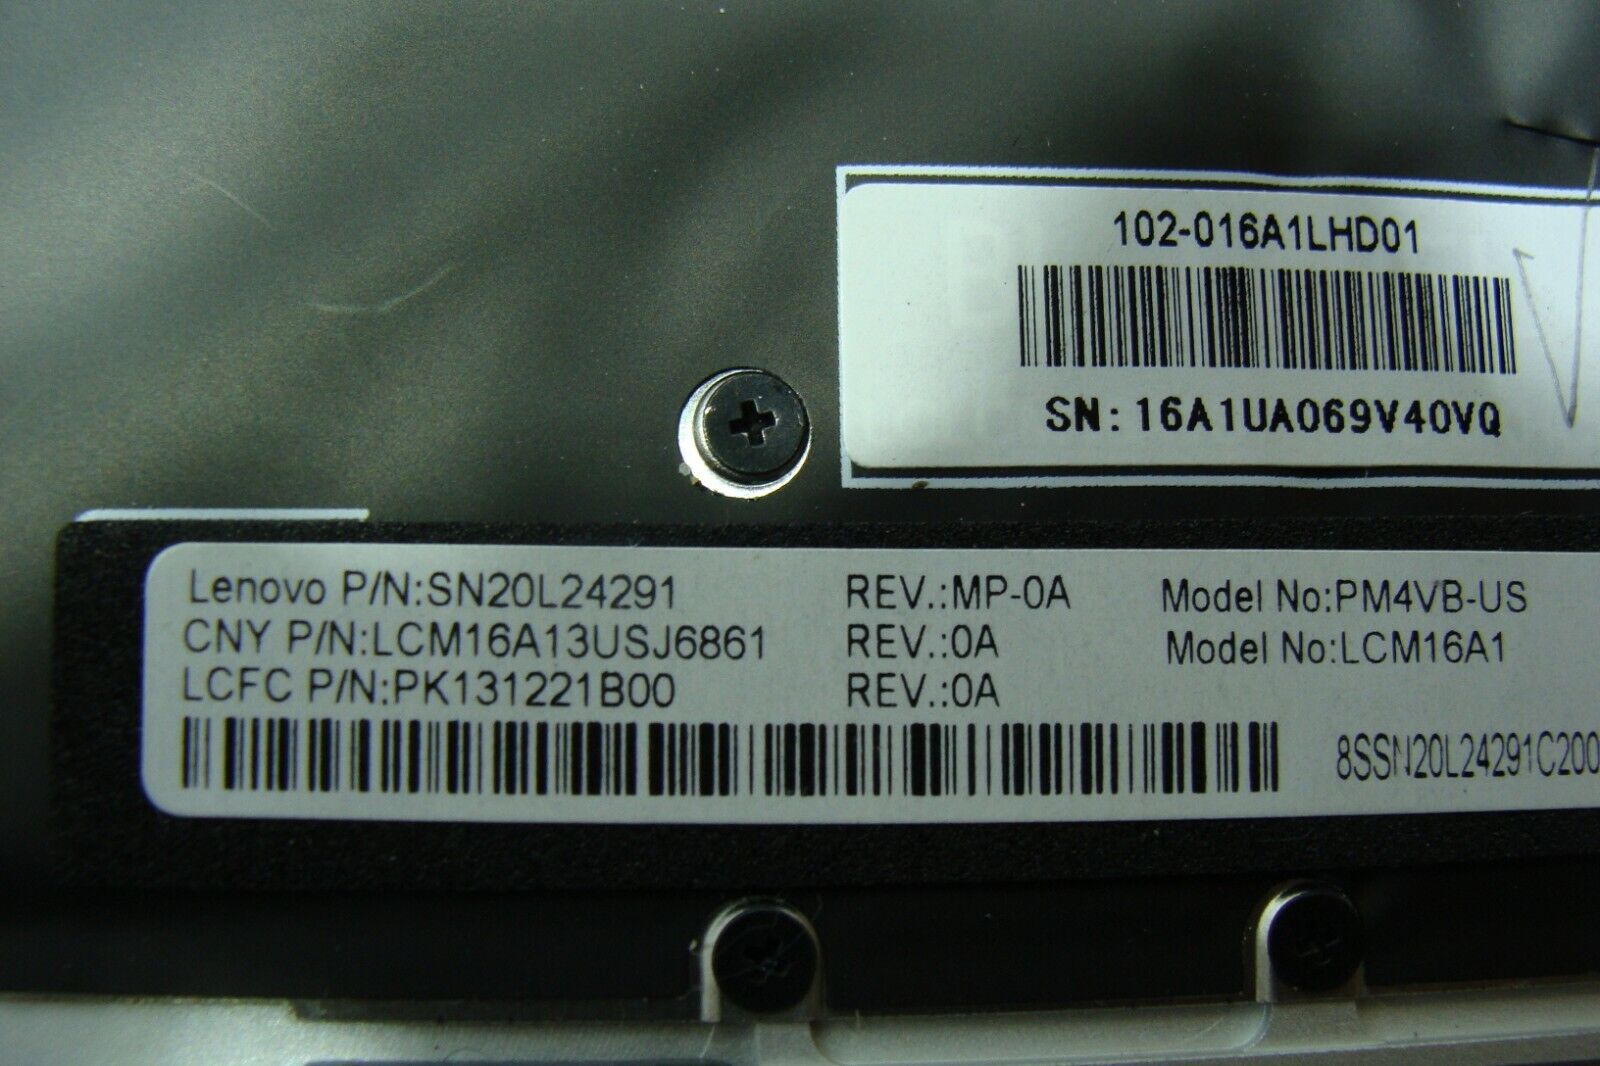 102-016A1LHD01
SN:16A1UA069V40VQ
Lenovo P/N:SN20L24291 REV.:MP-0A Model No:PM4VB-US
CNY P/N:LCM16A13USJ6861 REV.:0A Model No:LCM16A1
LCFC P/N:PK131221B00 REV.:0A
8SSN20L24291C200